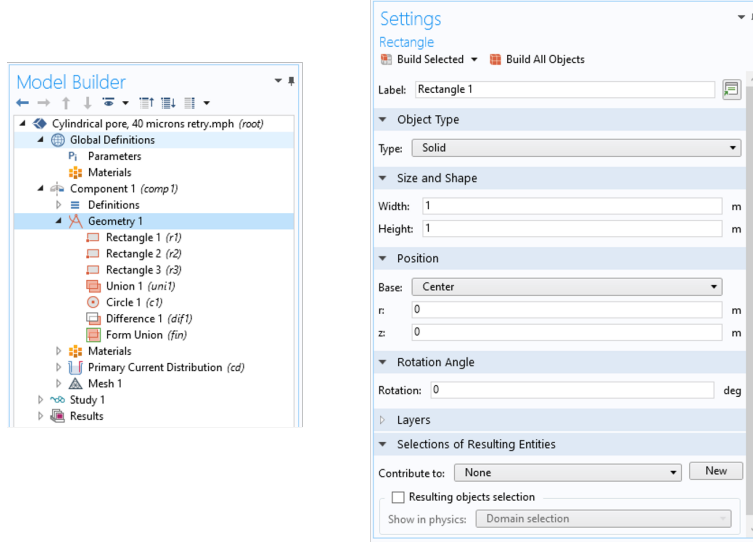 Model Builder
Cylindrical pore, 40 microns retry.mph (root)
Global Definitions
Pi Parameters
Materials
Component 1 (comp1)
Definitions
Geometry 1
Rectangle 1 (r1)
Rectangle 2 (r2)
Rectangle 3 (r3)
Union 1 (uni1)
Circle 1 (c1)
Difference 1 (dif1)
Form Union (fin)
Materials
Primary Current Distribution (cd)
Mesh 1
Study 1
Results
Settings
Rectangle
Build Selected Build All Objects
Label: Rectangle 1
Object Type
Type: Solid
Size and Shape
Width: 1 m
Height: 1 m
Position
Base: Center
r: 0 m
z: 0 m
Rotation Angle
Rotation: 0 deg
Layers
Selections of Resulting Entities
Contribute to: None New
Resulting objects selection
Show in physics: Domain selection